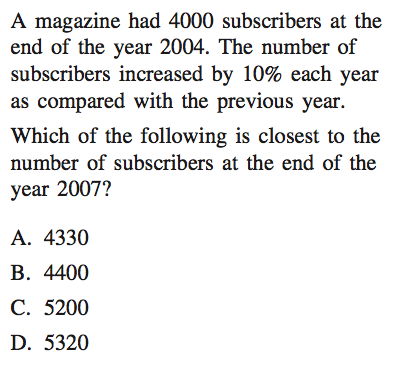 A magazine had 4000 subscribers at the
end of the year 2004. The number of
subscribers increased by 10% each year
as compared with the previous year.
Which of the following is closest to the
number of subscribers at the end of the
year 2007?
A. 4330
B. 4400
C. 5200
D. 5320